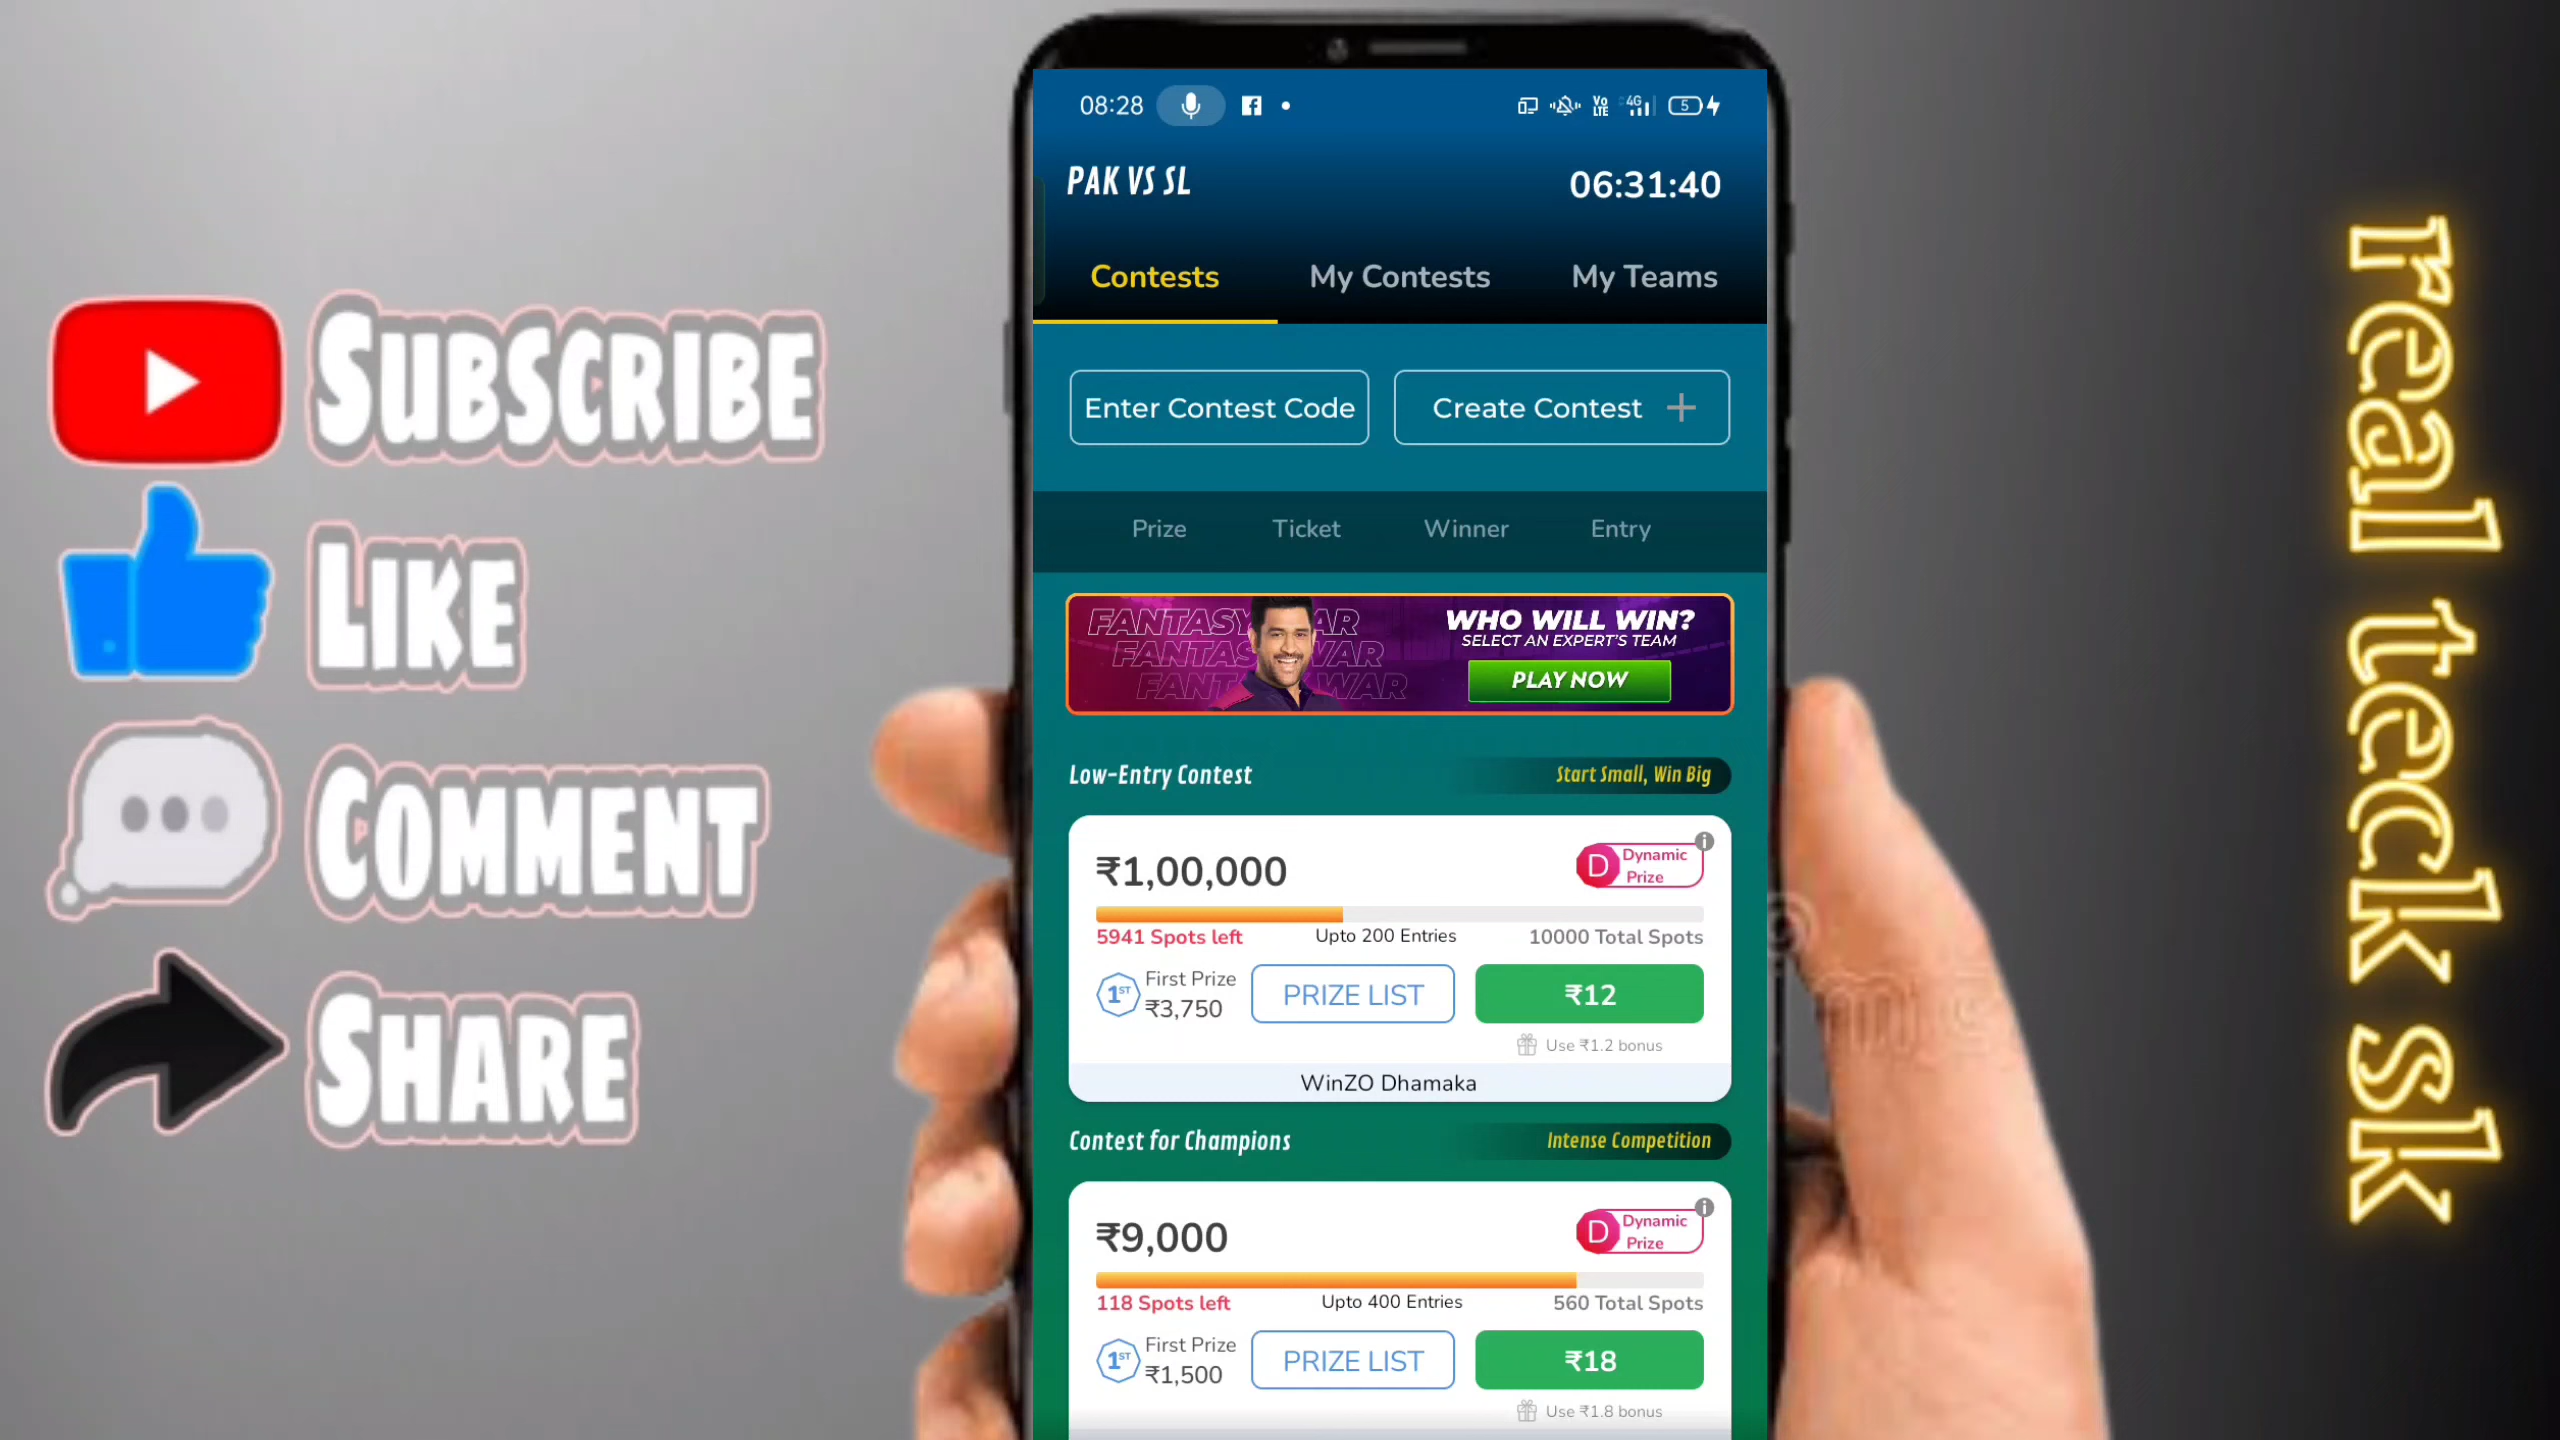 SUBSCRIBE
LIKE
COMMENT
SHARE
08:28
VoLTE 4G 5
PAK VS SL
06:31:40
Contests
My Contests
My Teams
Enter Contest Code
Create Contest +
Prize
Ticket
Winner
Entry
FANTASY WAR
FANTASY WAR
FANTASY WAR
WHO WILL WIN?
SELECT AN EXPERT'S TEAM
PLAY NOW
Low-Entry Contest
Start Small, Win Big
₹1,00,000
D Dynamic
Prize
5941 Spots left
Upto 200 Entries
10000 Total Spots
1ST First Prize
₹3,750
PRIZE LIST
₹12
Use ₹1.2 bonus
WinZO Dhamaka
Contest for Champions
Intense Competition
₹9,000
D Dynamic
Prize
118 Spots left
Upto 400 Entries
560 Total Spots
1ST First Prize
₹1,500
PRIZE LIST
₹18
Use ₹1.8 bonus
real teck sk